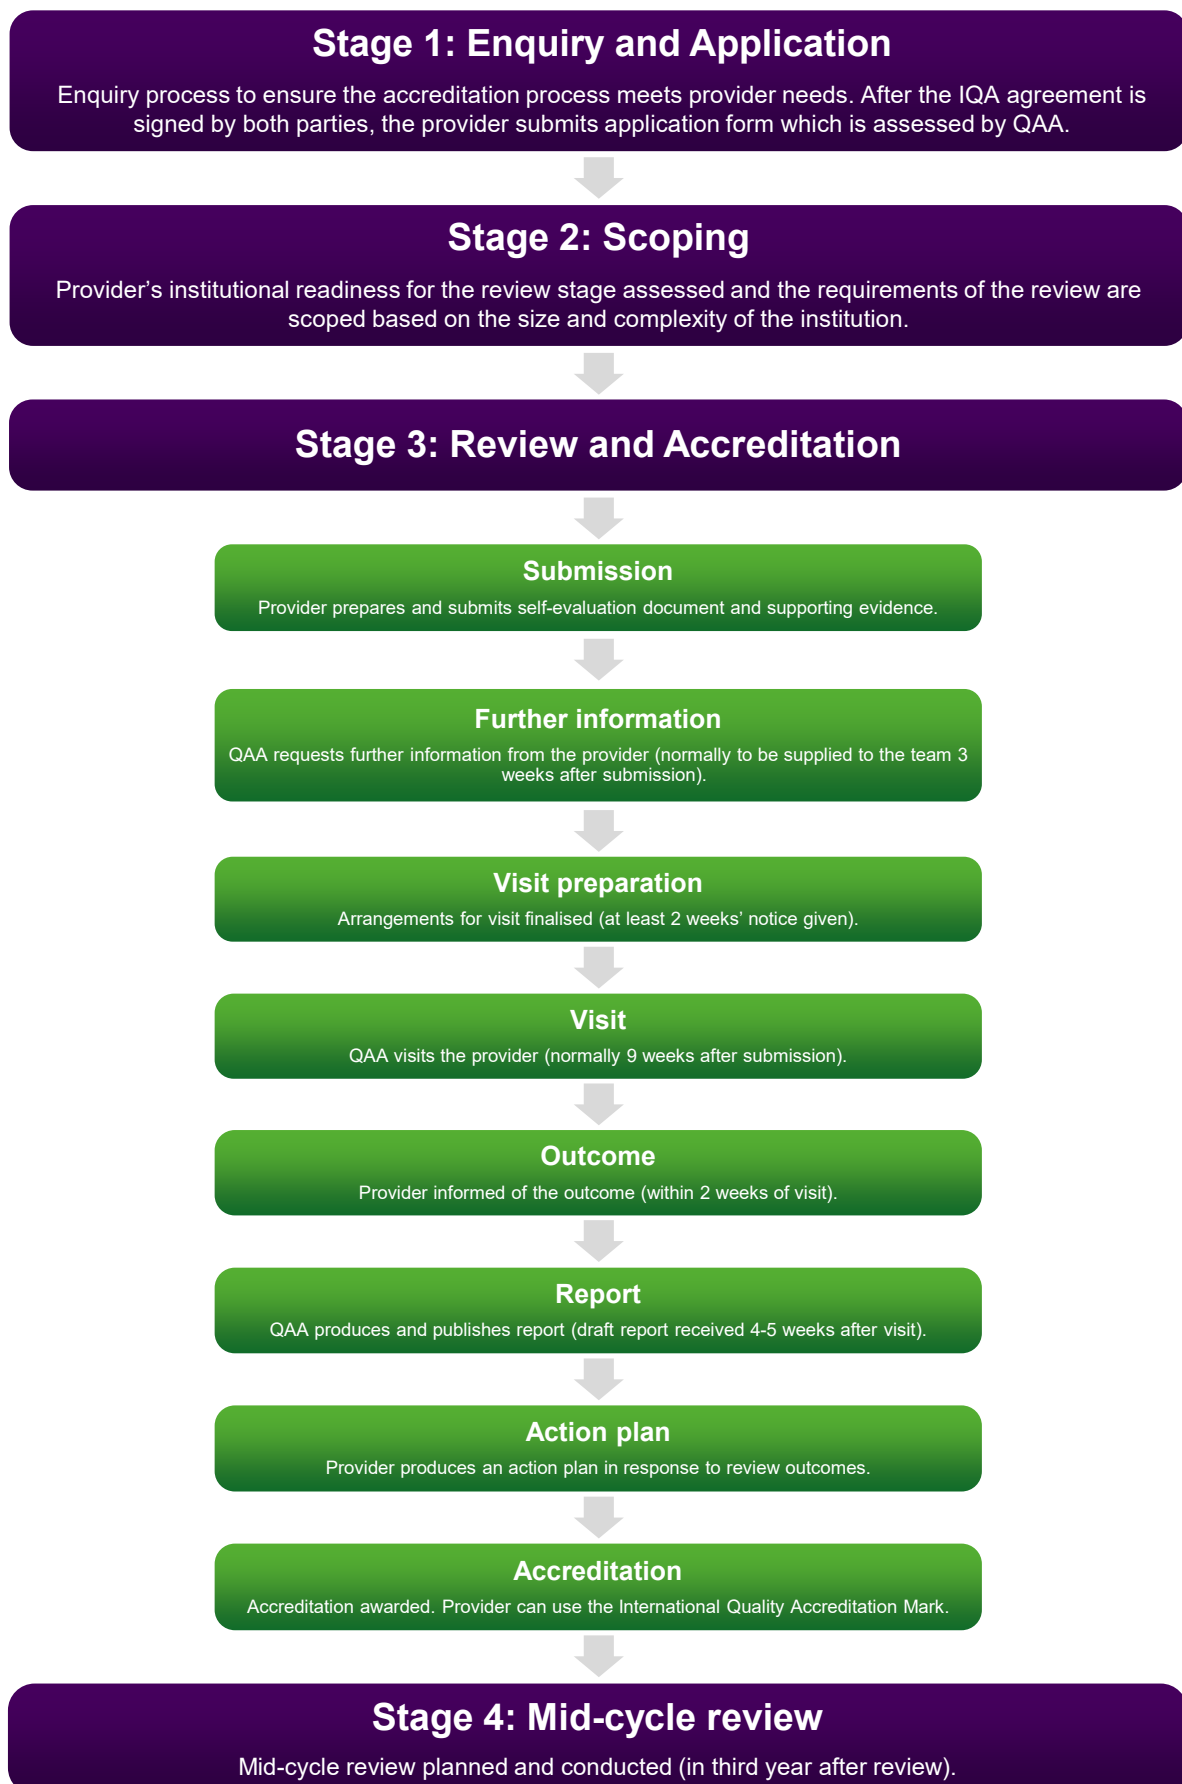 Stage 1: Enquiry and Application
Enquiry process to ensure the accreditation process meets provider needs. After the IQA agreement is
signed by both parties, the provider submits application form which is assessed by QAA.
Stage 2: Scoping
Provider’s institutional readiness for the review stage assessed and the requirements of the review are
scoped based on the size and complexity of the institution.
Stage 3: Review and Accreditation
Submission
Provider prepares and submits self-evaluation document and supporting evidence.
Further information
QAA requests further information from the provider (normally to be supplied to the team 3
weeks after submission).
Visit preparation
Arrangements for visit finalised (at least 2 weeks’ notice given).
Visit
QAA visits the provider (normally 9 weeks after submission).
Outcome
Provider informed of the outcome (within 2 weeks of visit).
Report
QAA produces and publishes report (draft report received 4-5 weeks after visit).
Action plan
Provider produces an action plan in response to review outcomes.
Accreditation
Accreditation awarded. Provider can use the International Quality Accreditation Mark.
Stage 4: Mid-cycle review
Mid-cycle review planned and conducted (in third year after review).